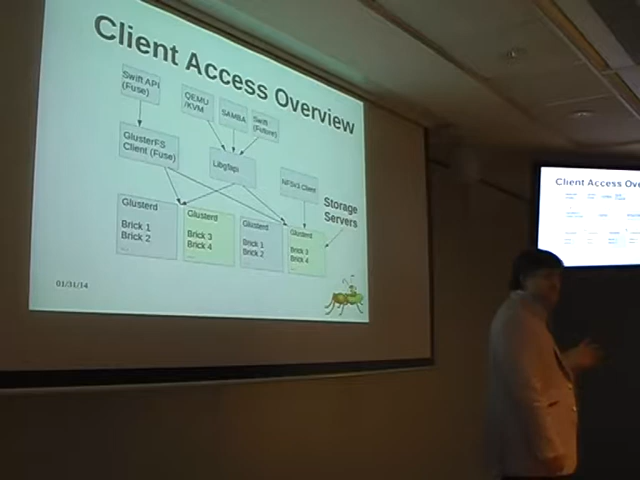 Client Access Overview
Swift API
(Fuse)
QEMU
/KVM
SAMBA
Swift
(Future)
GlusterFS
Client (Fuse)
Libgfapi
NFSv3 Client
Storage
Servers
Glusterd
Brick 1
Brick 2
...
Glusterd
Brick 3
Brick 4
...
Glusterd
Brick 1
Brick 2
...
Glusterd
Brick 3
Brick 4
...
01/31/14
Client Access Ove